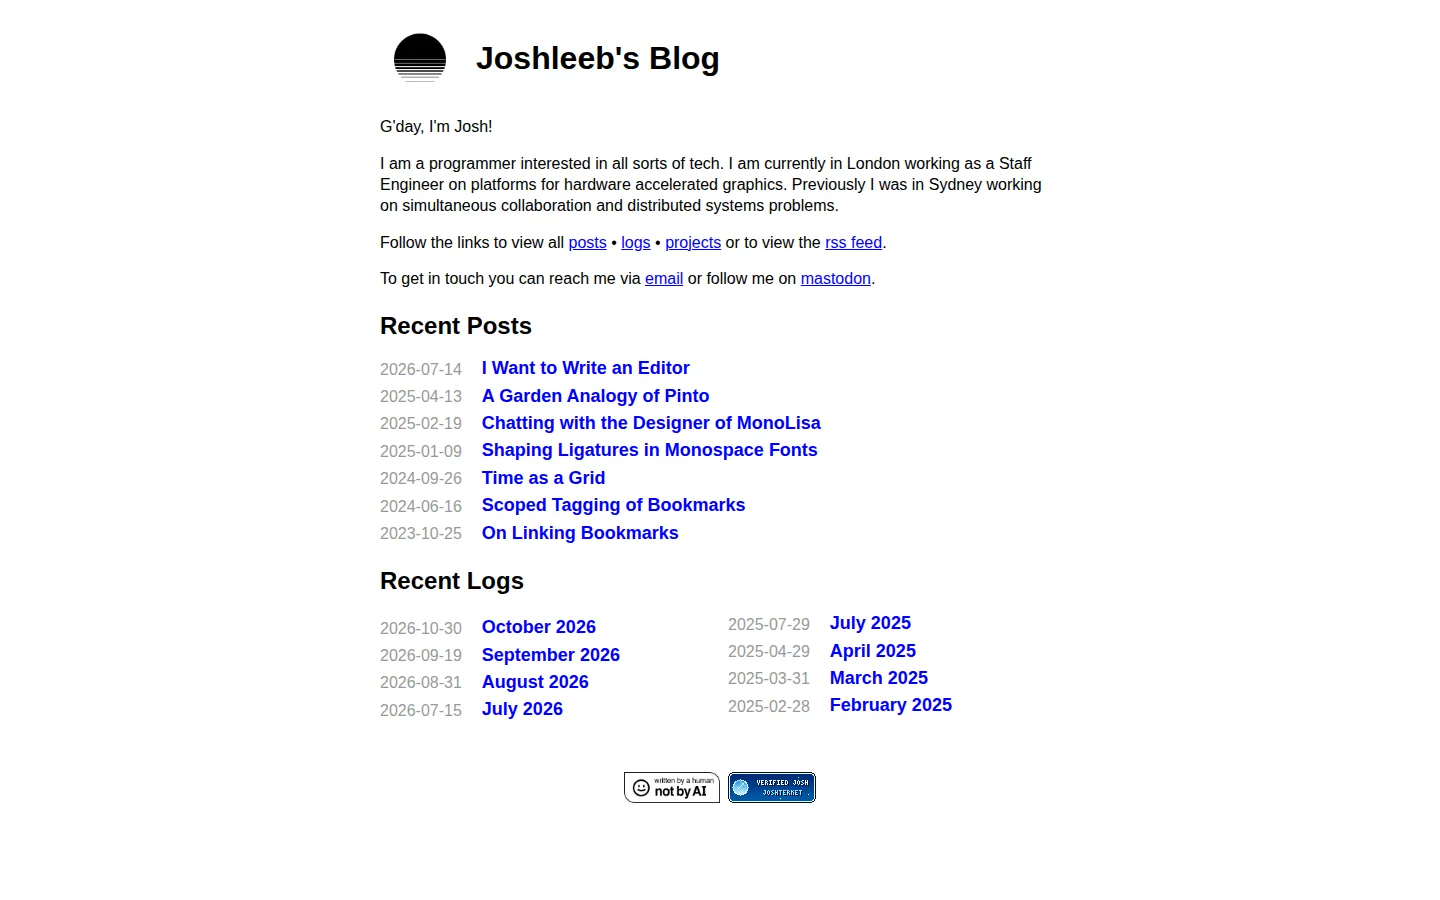 Joshleeb's Blog
G'day, I'm Josh!
I am a programmer interested in all sorts of tech. I am currently in London working as a Staff
Engineer on platforms for hardware accelerated graphics. Previously I was in Sydney working
on simultaneous collaboration and distributed systems problems.
Follow the links to view all posts • logs • projects or to view the rss feed.
To get in touch you can reach me via email or follow me on mastodon.
Recent Posts
2026-07-14 I Want to Write an Editor
2025-04-13 A Garden Analogy of Pinto
2025-02-19 Chatting with the Designer of MonoLisa
2025-01-09 Shaping Ligatures in Monospace Fonts
2024-09-26 Time as a Grid
2024-06-16 Scoped Tagging of Bookmarks
2023-10-25 On Linking Bookmarks
Recent Logs
2026-10-30 October 2026
2026-09-19 September 2026
2026-08-31 August 2026
2026-07-15 July 2026
2025-07-29 July 2025
2025-04-29 April 2025
2025-03-31 March 2025
2025-02-28 February 2025
written by a human
not by AI
VERIFIED JOSH
JOSHTERNET